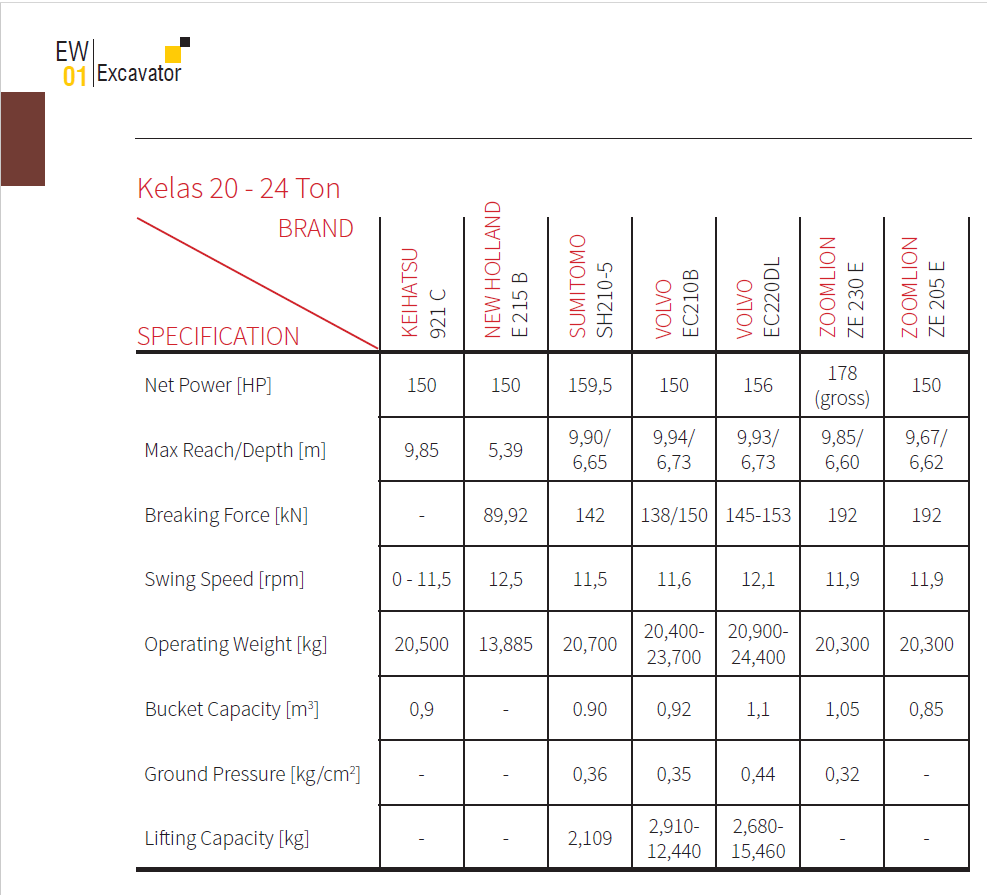 EW
01 Excavator
Kelas 20 - 24 Ton
BRAND
SPECIFICATION
KEIHATSU
921 C
NEW HOLLAND
E 215 B
SUMITOMO
SH210-5
VOLVO
EC210B
VOLVO
EC220DL
ZOOMLION
ZE 230 E
ZOOMLION
ZE 205 E
Net Power [HP] 150 150 159,5 150 156 178 (gross) 150
Max Reach/Depth [m] 9,85 5,39 9,90/ 6,65 9,94/ 6,73 9,93/ 6,73 9,85/ 6,60 9,67/ 6,62
Breaking Force [kN] - 89,92 142 138/150 145-153 192 192
Swing Speed [rpm] 0 - 11,5 12,5 11,5 11,6 12,1 11,9 11,9
Operating Weight [kg] 20,500 13,885 20,700 20,400- 23,700 20,900- 24,400 20,300 20,300
Bucket Capacity [m³] 0,9 - 0.90 0,92 1,1 1,05 0,85
Ground Pressure [kg/cm²] - - 0,36 0,35 0,44 0,32 -
Lifting Capacity [kg] - - 2,109 2,910- 12,440 2,680- 15,460 - -